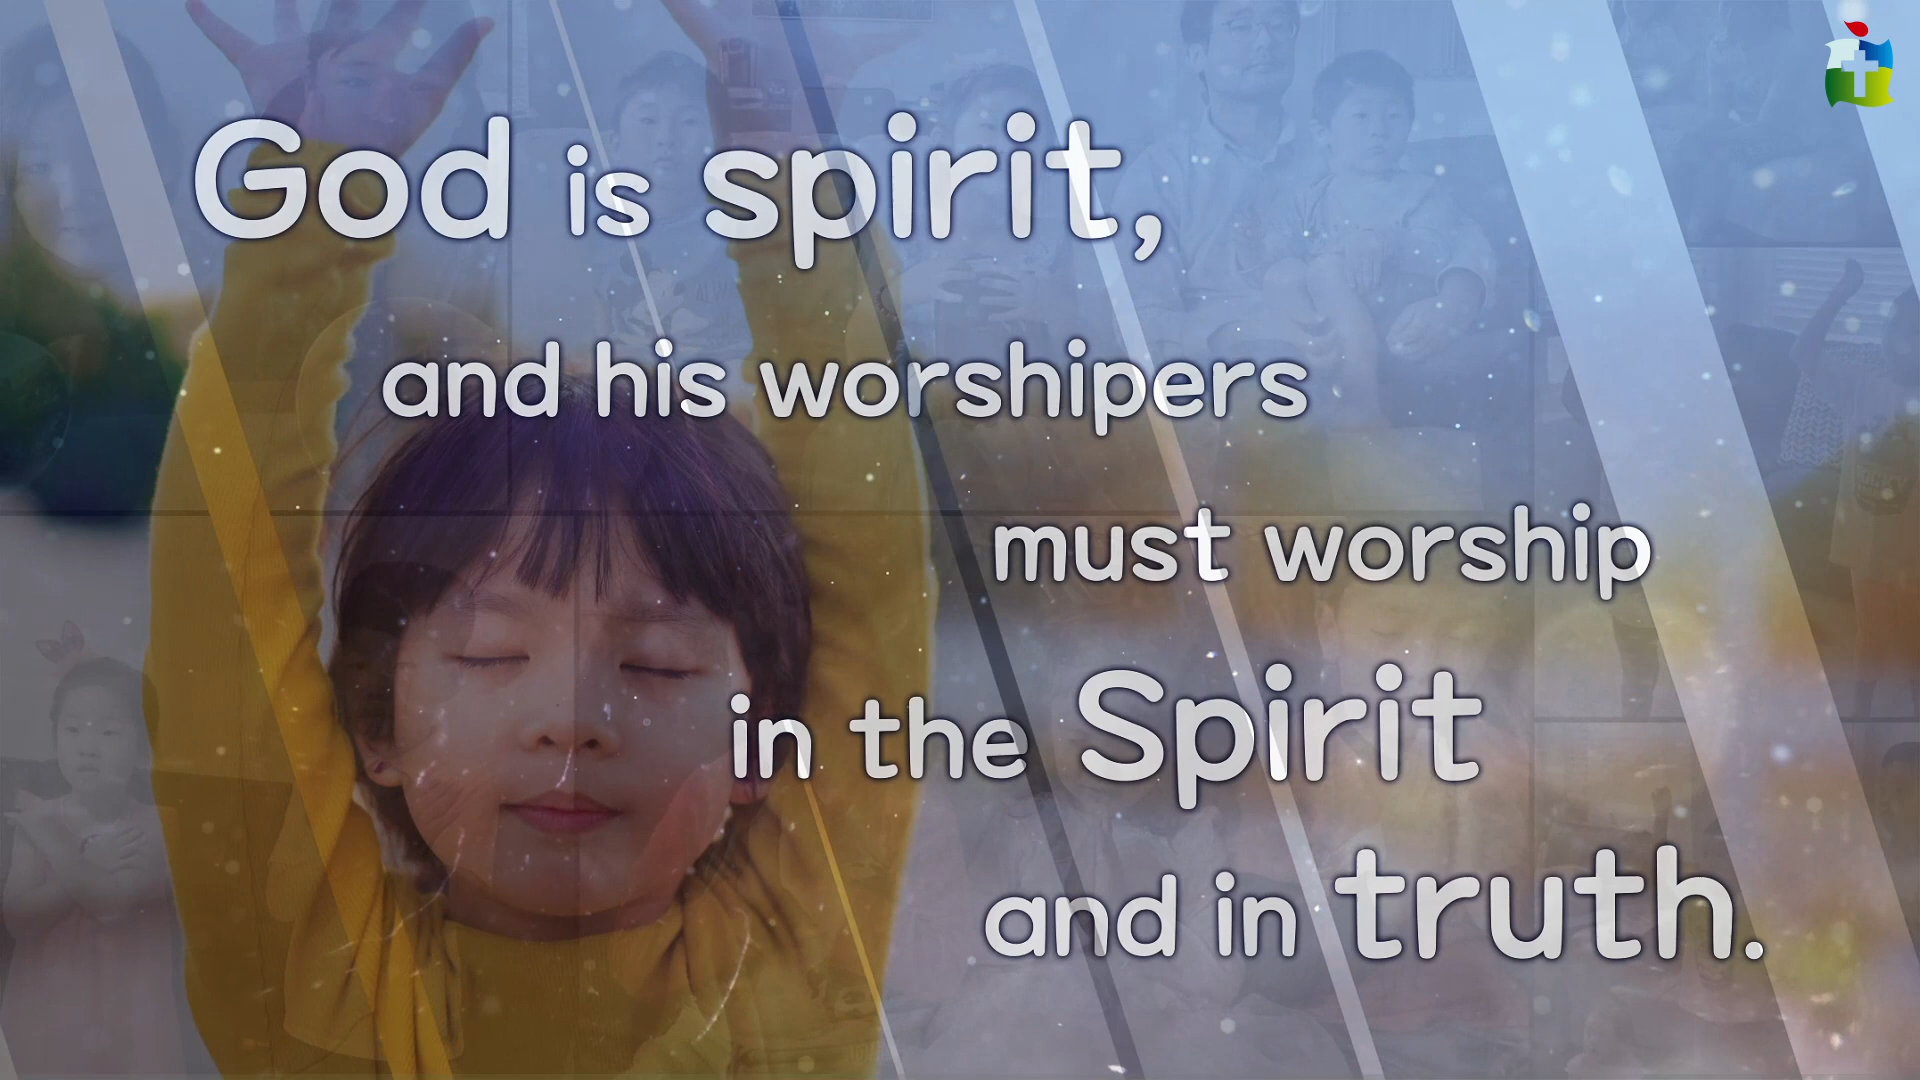 God is spirit,
and his worshipers
must worship
in the Spirit
and in truth.